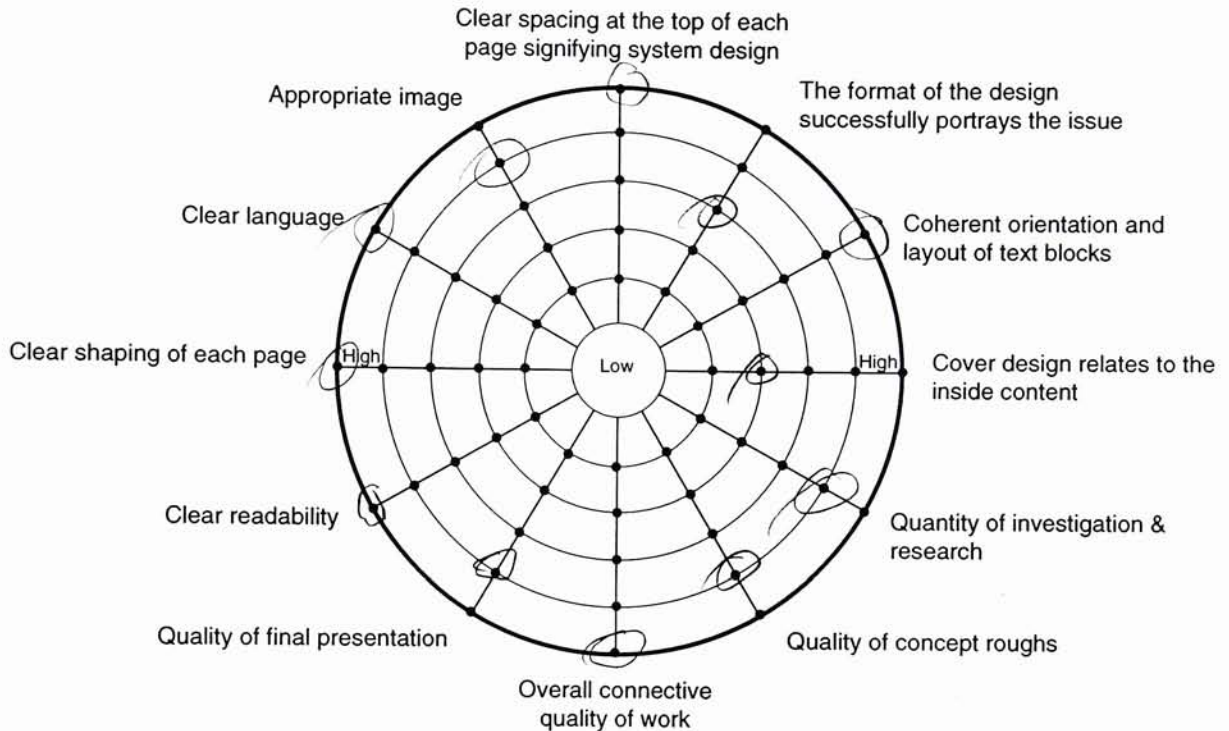 Clear spacing at the top of each
page signifying system design
Appropriate image
The format of the design
successfully portrays the issue
Clear language
Coherent orientation and
layout of text blocks
Clear shaping of each page
High
Low
High
Cover design relates to the
inside content
Clear readability
Quantity of investigation &
research
Quality of final presentation
Quality of concept roughs
Overall connective
quality of work